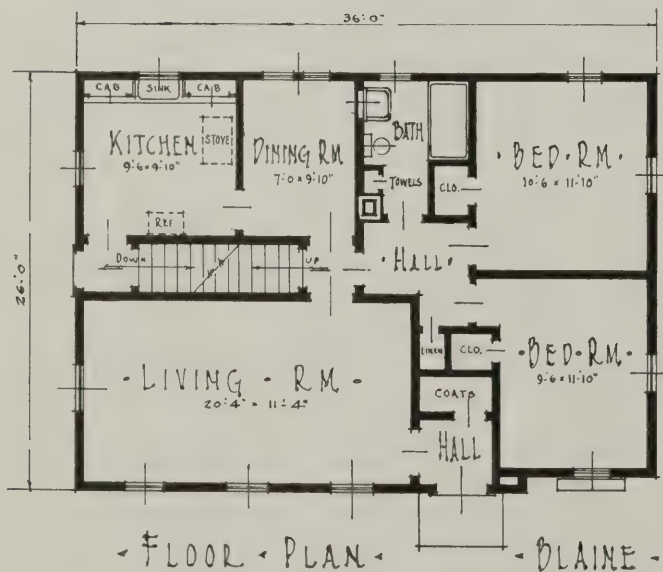 36'-0"
26'-0"
CAB
SINK
CAB
KITCHEN
9'-6 x 9'-10"
STOVE
REF
DINING RM
7'-0 x 9'-10"
BATH
TOWELS
CLO.
BED • RM
10'-6 x 11'-10"
DOWN
UP
• HALL •
LINEN
CLO.
• BED • RM •
9'-6 x 11'-10"
• LIVING • RM •
20'-4" x 11'-4"
COATS
HALL
• FLOOR • PLAN •
• BLAINE